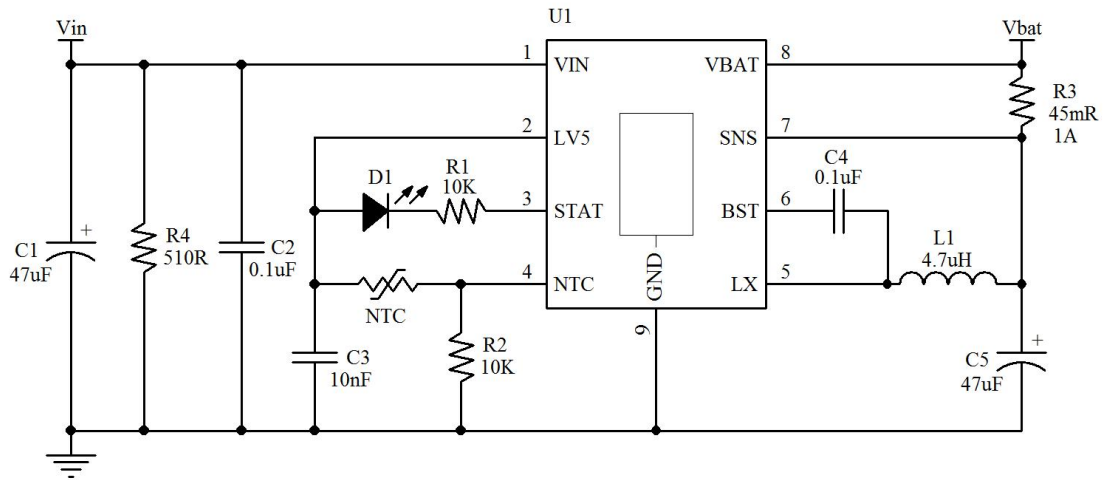 U1
Vin
Vbat
1
VIN
VBAT
8
R3
45mR
1A
2
LV5
SNS
7
D1
R1
10K
C4
0.1uF
3
STAT
BST
6
C1
47uF
+
R4
510R
C2
0.1uF
L1
4.7uH
4
NTC
LX
5
GND
NTC
9
R2
10K
C3
10nF
C5
47uF
+